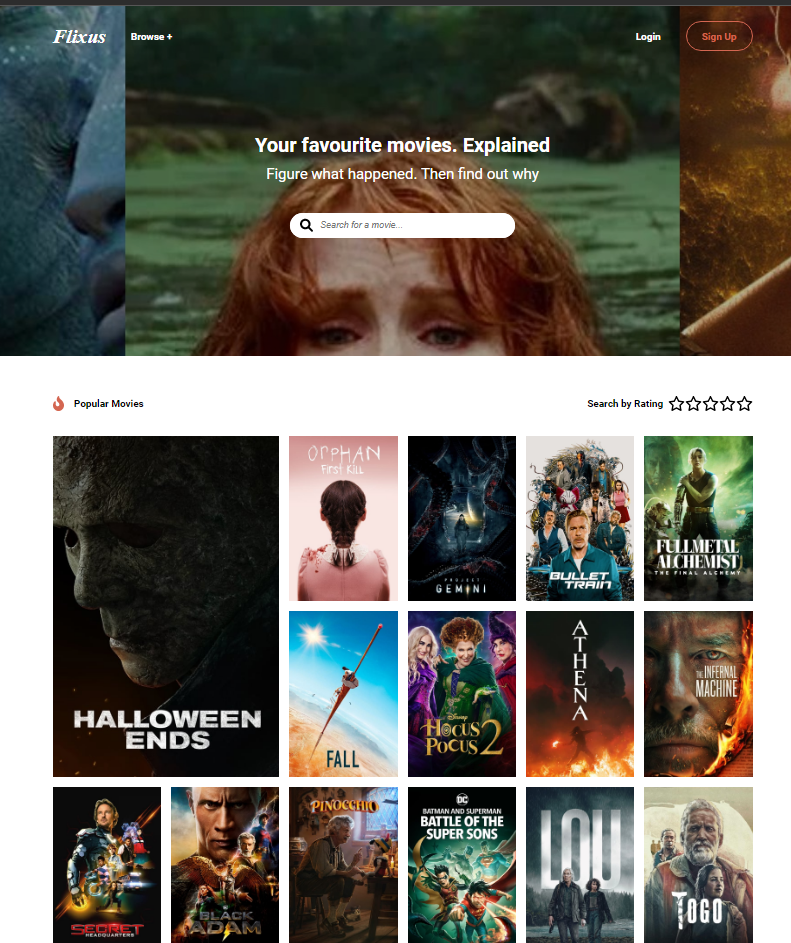 Flixus
Browse +
Login
Sign Up
Your favourite movies. Explained
Figure what happened. Then find out why
Search for a movie...
Popular Movies
Search by Rating
HALLOWEEN
ENDS
ORPHAN
FIRST KILL
PROJECT
GEMINI
BULLET
TRAIN
FULLMETAL
ALCHEMIST
THE FINAL ALCHEMY
FALL
Disney
HOCUS
POCUS 2
ATHENA
THE INFERNAL
MACHINE
SECRET
HEADQUARTERS
BLACK
ADAM
PINOCCHIO
DC
BATMAN AND SUPERMAN
BATTLE OF THE
SUPER SONS
LOU
TOGO